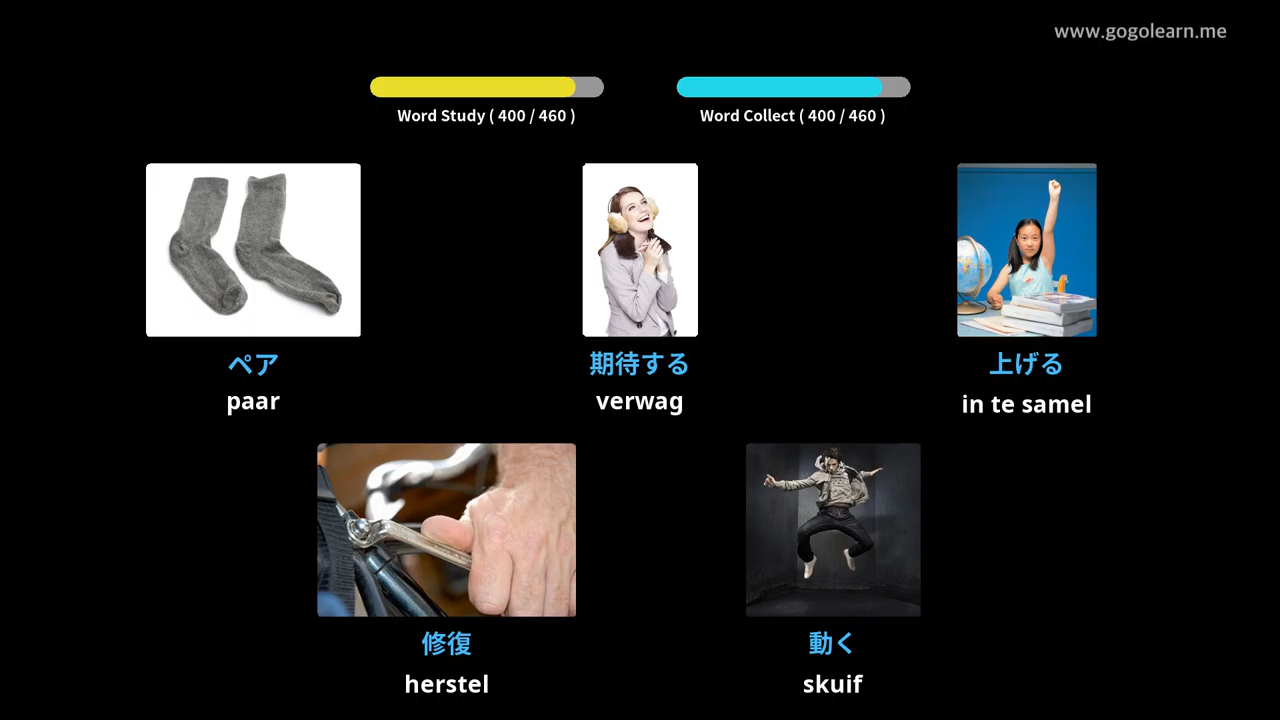 www.gogolearn.me
Word Study ( 400 / 460 )
Word Collect ( 400 / 460 )
ペア
paar
期待する
verwag
上げる
in te samel
修復
herstel
動く
skuif